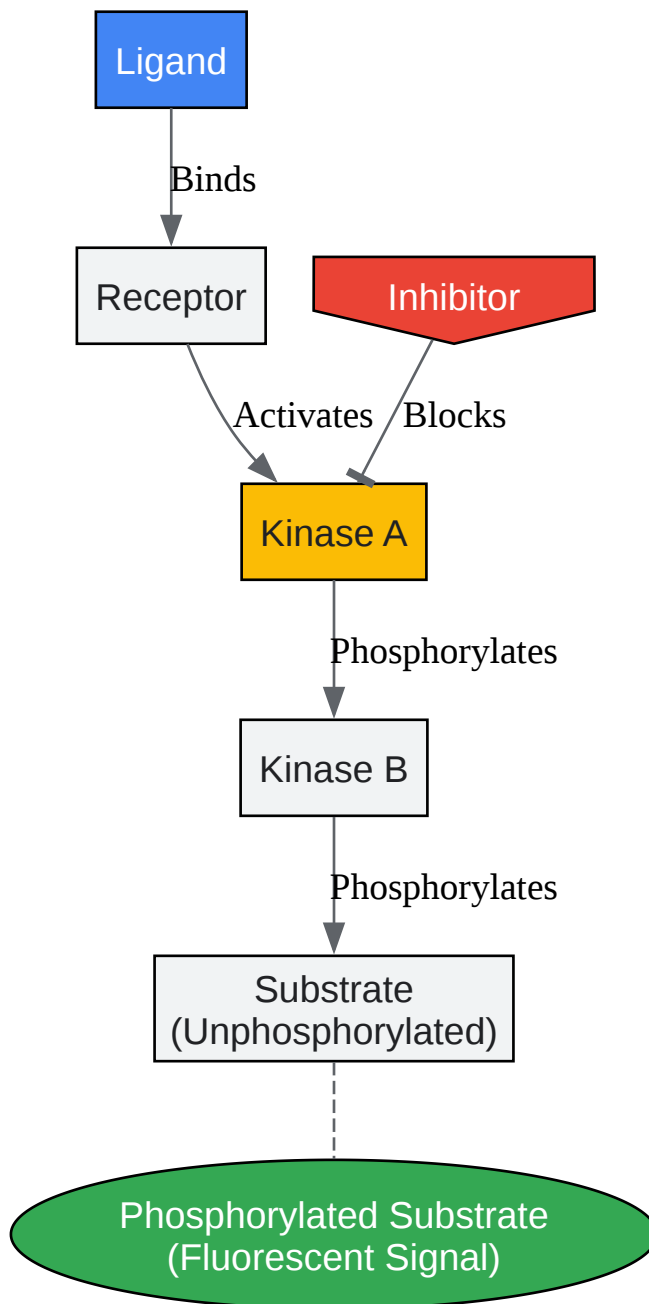 Ligand
Binds
Receptor
Inhibitor
Activates
Blocks
Kinase A
Phosphorylates
Kinase B
Phosphorylates
Substrate
(Unphosphorylated)
Phosphorylated Substrate
(Fluorescent Signal)